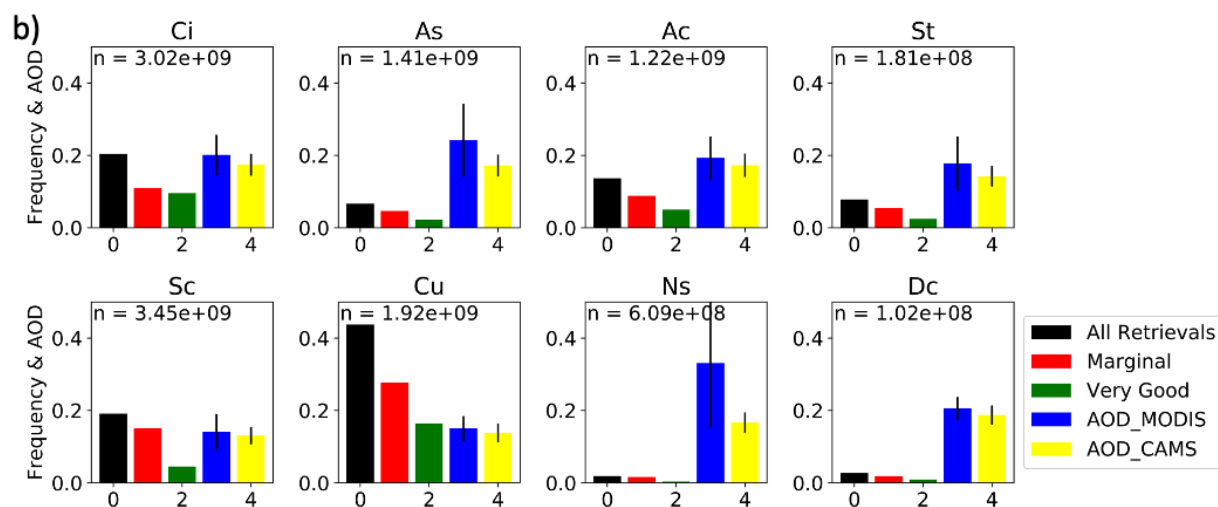 b)
Ci As Ac St
Frequency & AOD
n = 3.02e+09 n = 1.41e+09 n = 1.22e+09 n = 1.81e+08
0.4 0.4 0.4 0.4
0.2 0.2 0.2 0.2
0.0 0.0 0.0 0.0
0 2 4 0 2 4 0 2 4 0 2 4
Sc Cu Ns Dc
Frequency & AOD
n = 3.45e+09 n = 1.92e+09 n = 6.09e+08 n = 1.02e+08
0.4 0.4 0.4 0.4
0.2 0.2 0.2 0.2
0.0 0.0 0.0 0.0
0 2 4 0 2 4 0 2 4 0 2 4
All Retrievals
Marginal
Very Good
AOD_MODIS
AOD_CAMS